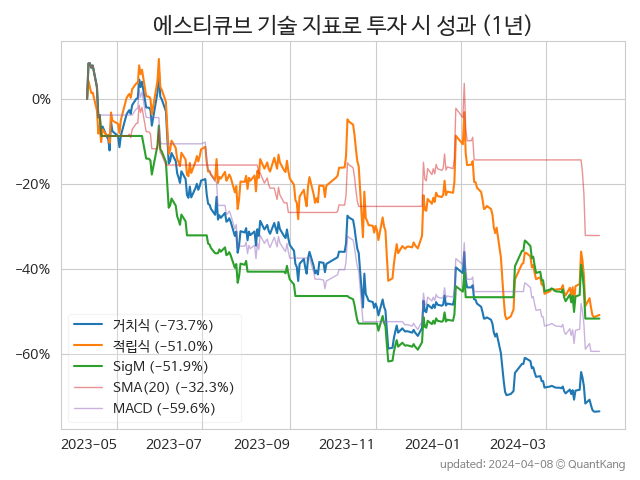 에스티큐브 기술 지표로 투자 시 성과 (1년)
0%
−20%
−40%
−60%
거치식 (−73.7%)
적립식 (−51.0%)
SigM (−51.9%)
SMA(20) (−32.3%)
MACD (−59.6%)
2023-05 2023-07 2023-09 2023-11 2024-01 2024-03
updated: 2024-04-08 © QuantKang